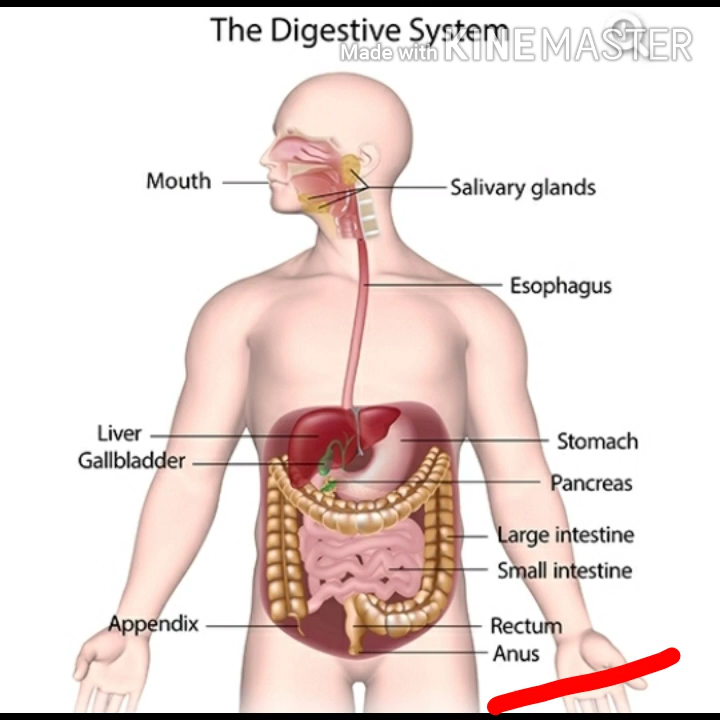 The Digestive System
Made with KINEMASTER
Mouth
Salivary glands
Esophagus
Liver
Stomach
Gallbladder
Pancreas
Large intestine
Small intestine
Appendix
Rectum
Anus